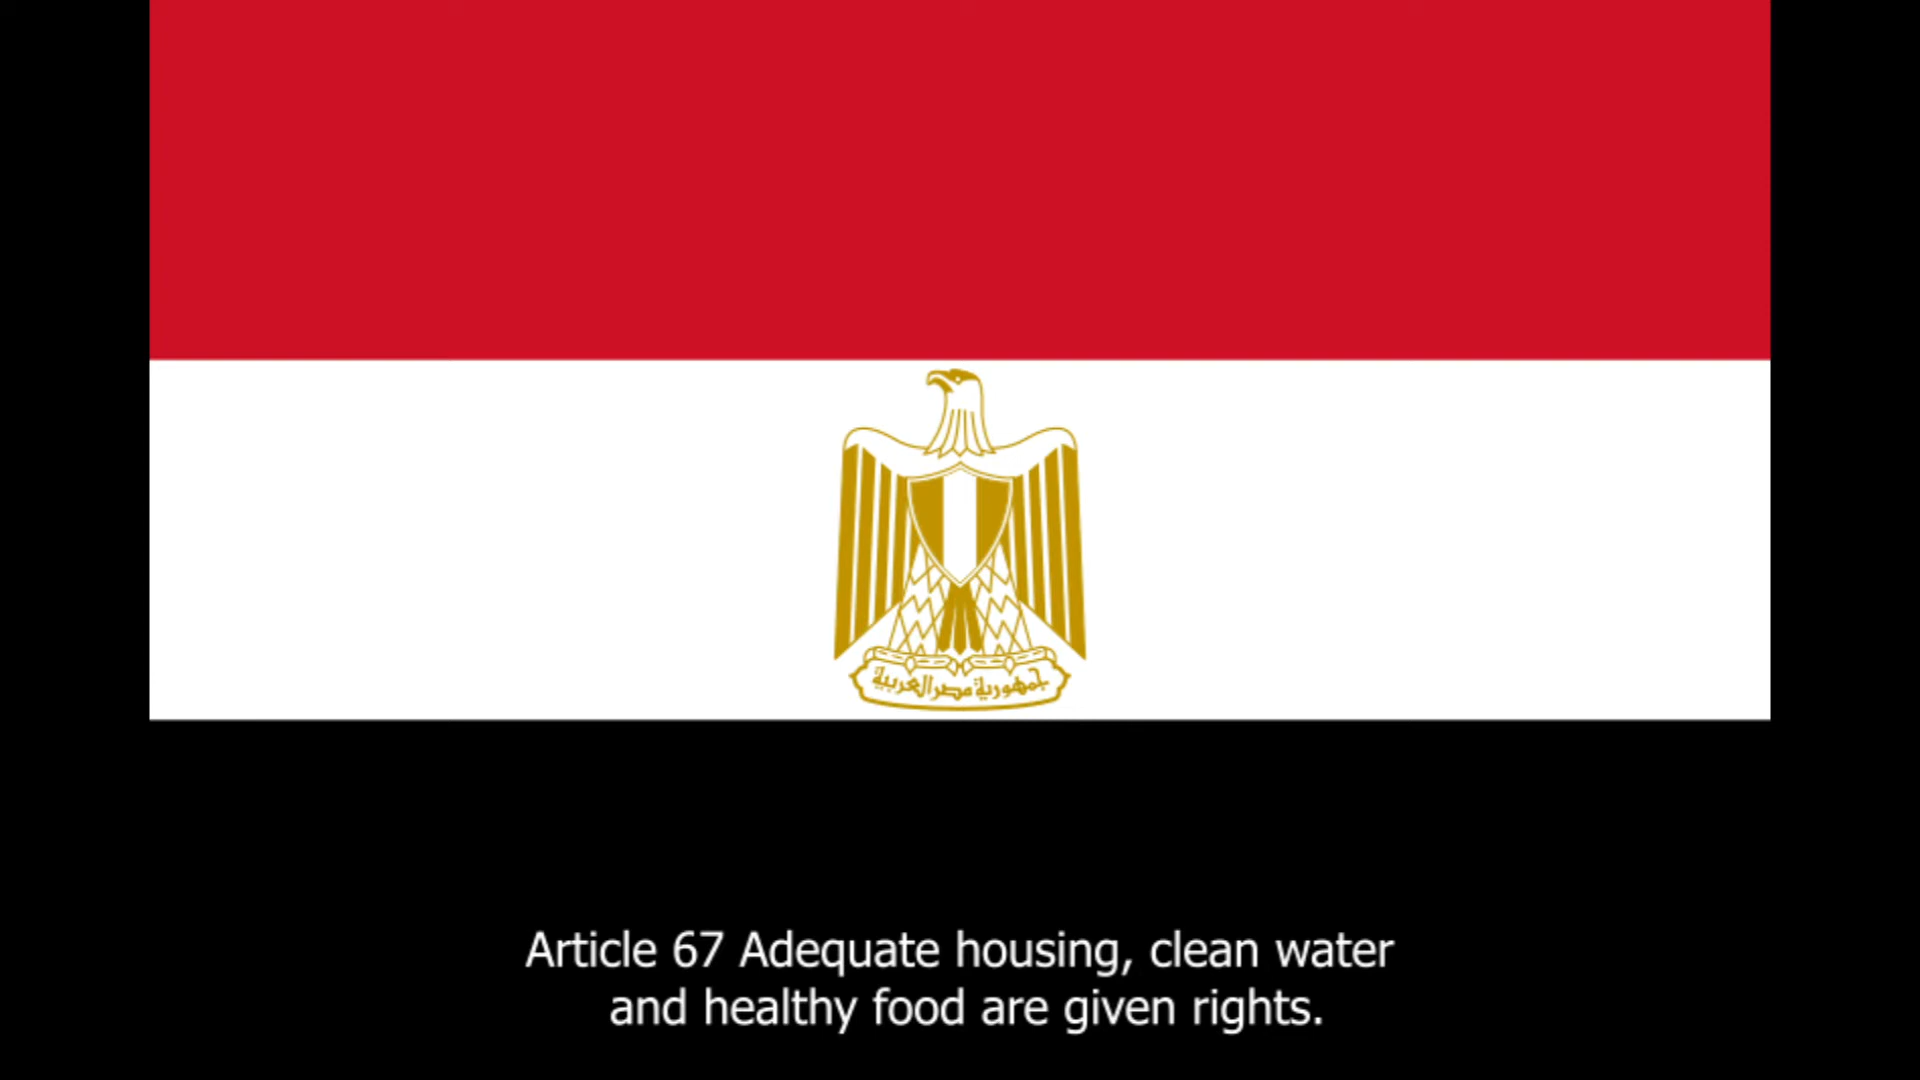 جمهورية مصر العربية
Article 67 Adequate housing, clean water
and healthy food are given rights.